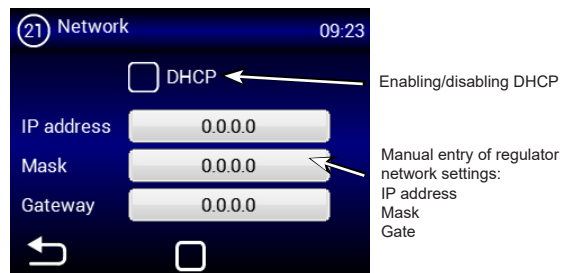 21 Network 09:23
DHCP
Enabling/disabling DHCP
IP address 0.0.0.0
Mask 0.0.0.0
Gateway 0.0.0.0
Manual entry of regulator
network settings:
IP address
Mask
Gate